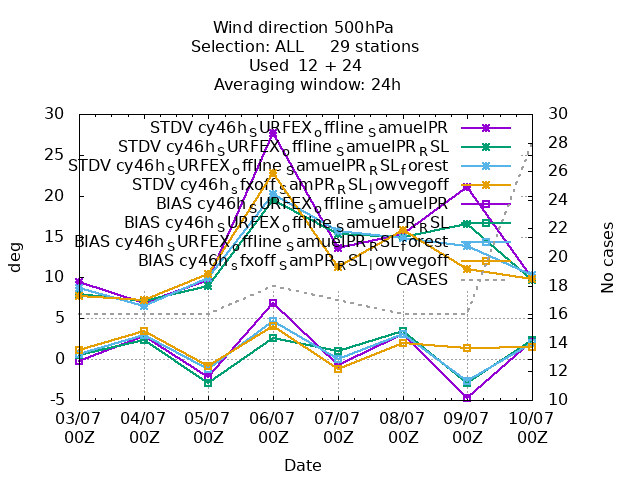 Wind direction 500hPa
Selection: ALL 29 stations
Used 12 + 24
Averaging window: 24h
STDV cy46h_SURFEX_offline_SamuelPR
STDV cy46h_SURFEX_offline_SamuelPR_RSL
STDV cy46h_SURFEX_offline_SamuelPR_RSL_forest
STDV cy46h_sfxoff_SamPR_RSL_lowvegoff
BIAS cy46h_SURFEX_offline_SamuelPR
BIAS cy46h_SURFEX_offline_SamuelPR_RSL
BIAS cy46h_SURFEX_offline_SamuelPR_RSL_forest
BIAS cy46h_sfxoff_SamPR_RSL_lowvegoff
CASES
30
25
20
15
10
5
0
-5
deg
30
28
26
24
22
20
18
16
14
12
10
No cases
03/07 04/07 05/07 06/07 07/07 08/07 09/07 10/07
00Z 00Z 00Z 00Z 00Z 00Z 00Z 00Z
Date